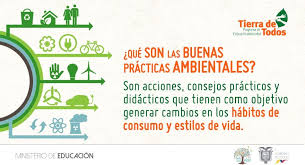 Tierra de
Todos
¿QUÉ SON LAS BUENAS
PRÁCTICAS AMBIENTALES?
Son acciones, consejos prácticos y
didácticos que tienen como objetivo
generar cambios en los hábitos de
consumo y estilos de vida.
MINISTERIO DE EDUCACIÓN